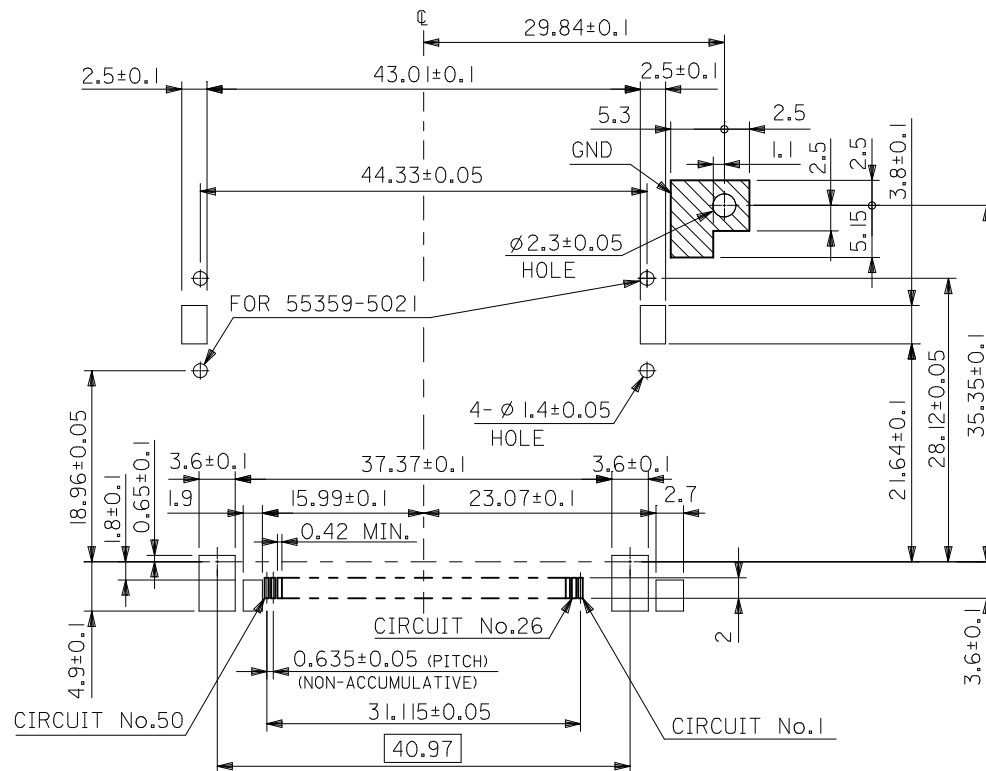 ℄
29.84±0.1
2.5±0.1
43.01±0.1
2.5±0.1
5.3
2.5
GND
1.1
2.5
2.5
3.8±0.1
44.33±0.05
5.15
Ø2.3±0.05
HOLE
FOR 55359-5021
35.35±0.1
28.12±0.05
21.64±0.1
4-Ø1.4±0.05
HOLE
18.96±0.05
1.8±0.1
0.65±0.1
3.6±0.1
37.37±0.1
3.6±0.1
1.9
15.99±0.1
23.07±0.1
2.7
0.42 MIN.
CIRCUIT No.26
2
3.6±0.1
4.9±0.1
0.635±0.05 (PITCH)
(NON-ACCUMULATIVE)
CIRCUIT No.50
31.115±0.05
CIRCUIT No.1
40.97